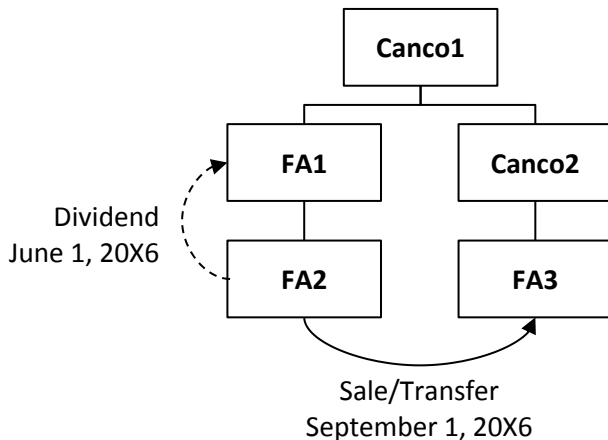 Canco1
FA1
Canco2
Dividend
June 1, 20X6
FA2
FA3
Sale/Transfer
September 1, 20X6